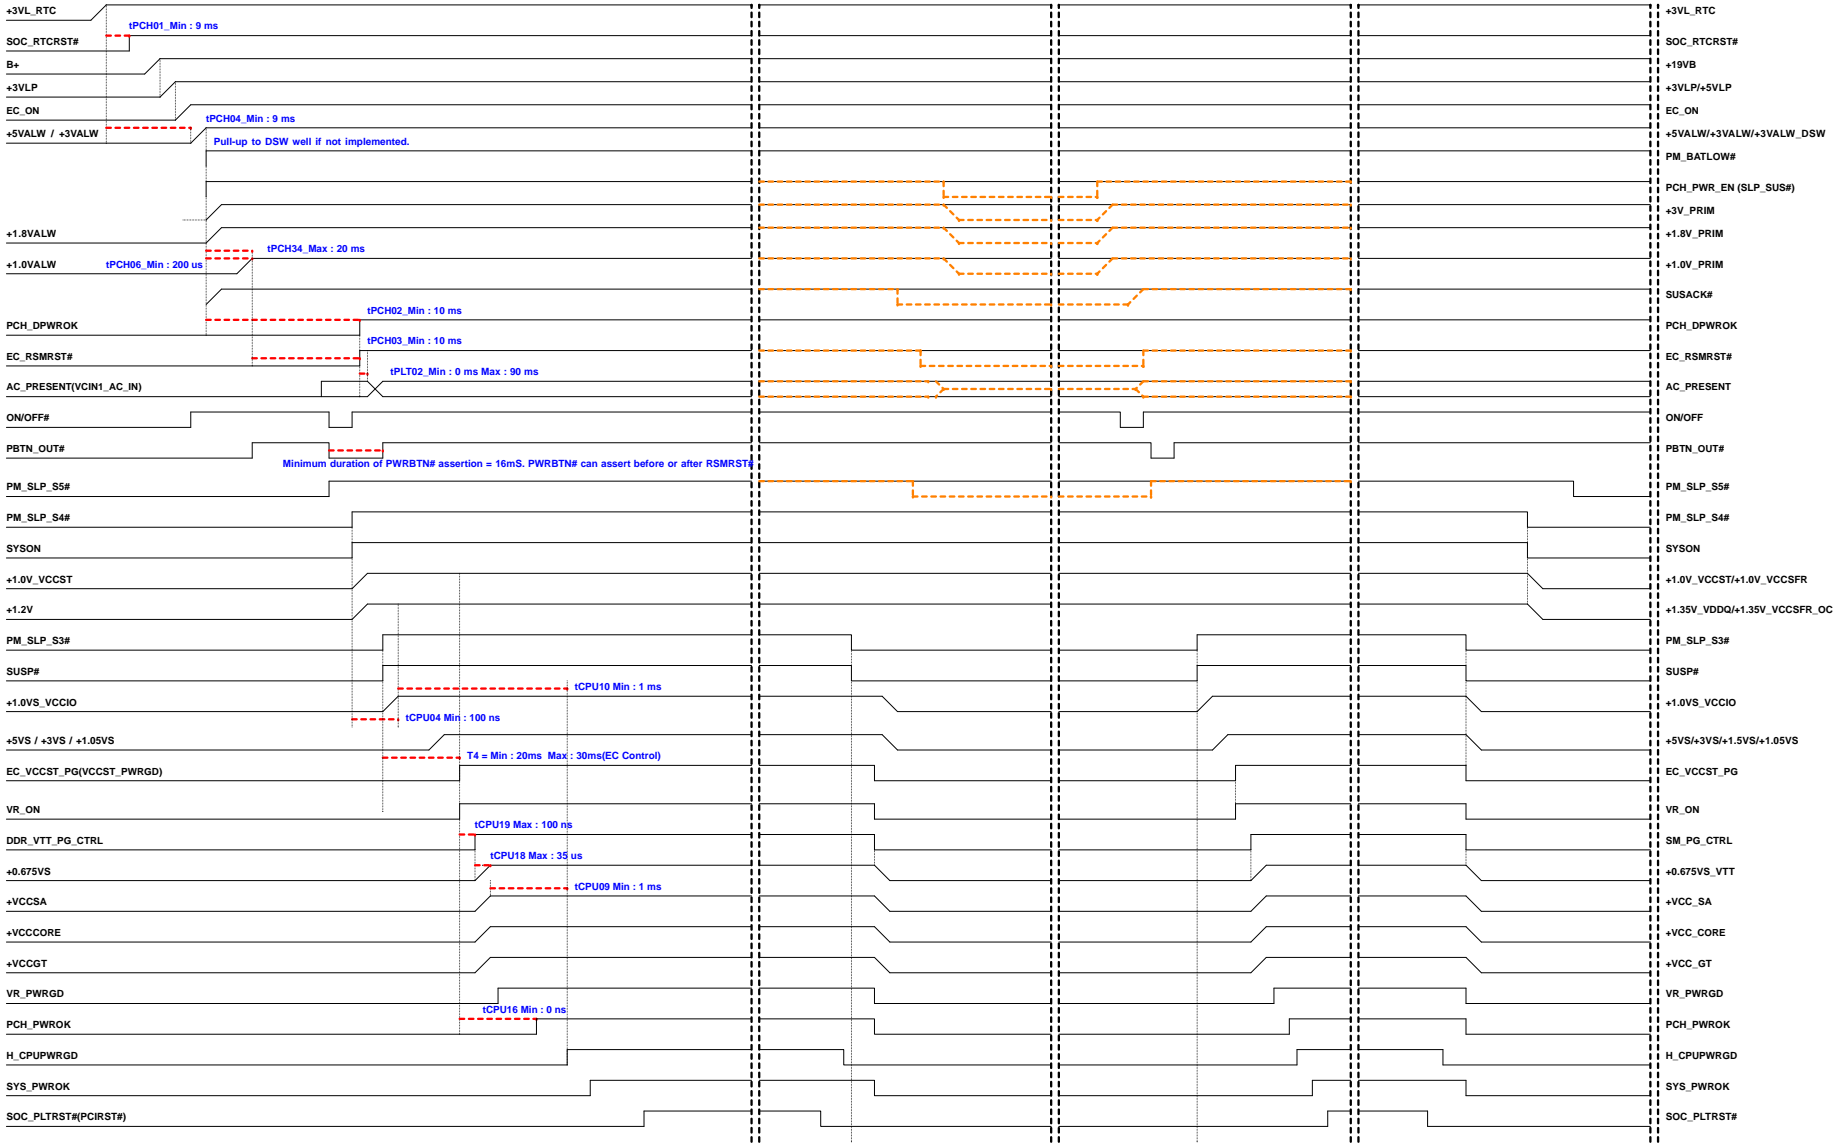 +3VL_RTC
+3VL_RTC
tPCH01_Min : 9 ms
SOC_RTCRST#
SOC_RTCRST#
B+
+19VB
+3VLP
+3VLP/+5VLP
EC_ON
EC_ON
tPCH04_Min : 9 ms
+5VALW / +3VALW
+5VALW/+3VALW/+3VALW_DSW
Pull-up to DSW well if not implemented.
PM_BATLOW#
PCH_PWR_EN (SLP_SUS#)
+3V_PRIM
+1.8VALW
+1.8V_PRIM
tPCH34_Max : 20 ms
+1.0VALW
tPCH06_Min : 200 us
+1.0V_PRIM
SUSACK#
tPCH02_Min : 10 ms
PCH_DPWROK
PCH_DPWROK
tPCH03_Min : 10 ms
EC_RSMRST#
EC_RSMRST#
tPLT02_Min : 0 ms Max : 90 ms
AC_PRESENT(VCIN1_AC_IN)
AC_PRESENT
ON/OFF#
ON/OFF
PBTN_OUT#
PBTN_OUT#
Minimum duration of PWRBTN# assertion = 16mS. PWRBTN# can assert before or after RSMRST#
PM_SLP_S5#
PM_SLP_S5#
PM_SLP_S4#
PM_SLP_S4#
SYSON
SYSON
+1.0V_VCCST
+1.0V_VCCST/+1.0V_VCCSFR
+1.2V
+1.35V_VDDQ/+1.35V_VCCSFR_OC
PM_SLP_S3#
PM_SLP_S3#
SUSP#
SUSP#
tCPU10 Min : 1 ms
+1.0VS_VCCIO
+1.0VS_VCCIO
tCPU04 Min : 100 ns
+5VS / +3VS / +1.05VS
+5VS/+3VS/+1.5VS/+1.05VS
T4 = Min : 20ms  Max : 30ms(EC Control)
EC_VCCST_PG(VCCST_PWRGD)
EC_VCCST_PG
VR_ON
VR_ON
tCPU19 Max : 100 ns
DDR_VTT_PG_CTRL
SM_PG_CTRL
tCPU18 Max : 35 us
+0.675VS
+0.675VS_VTT
tCPU09 Min : 1 ms
+VCCSA
+VCC_SA
+VCCCORE
+VCC_CORE
+VCCGT
+VCC_GT
VR_PWRGD
VR_PWRGD
tCPU16 Min : 0 ns
PCH_PWROK
PCH_PWROK
H_CPUPWRGD
H_CPUPWRGD
SYS_PWROK
SYS_PWROK
SOC_PLTRST#(PCIRST#)
SOC_PLTRST#